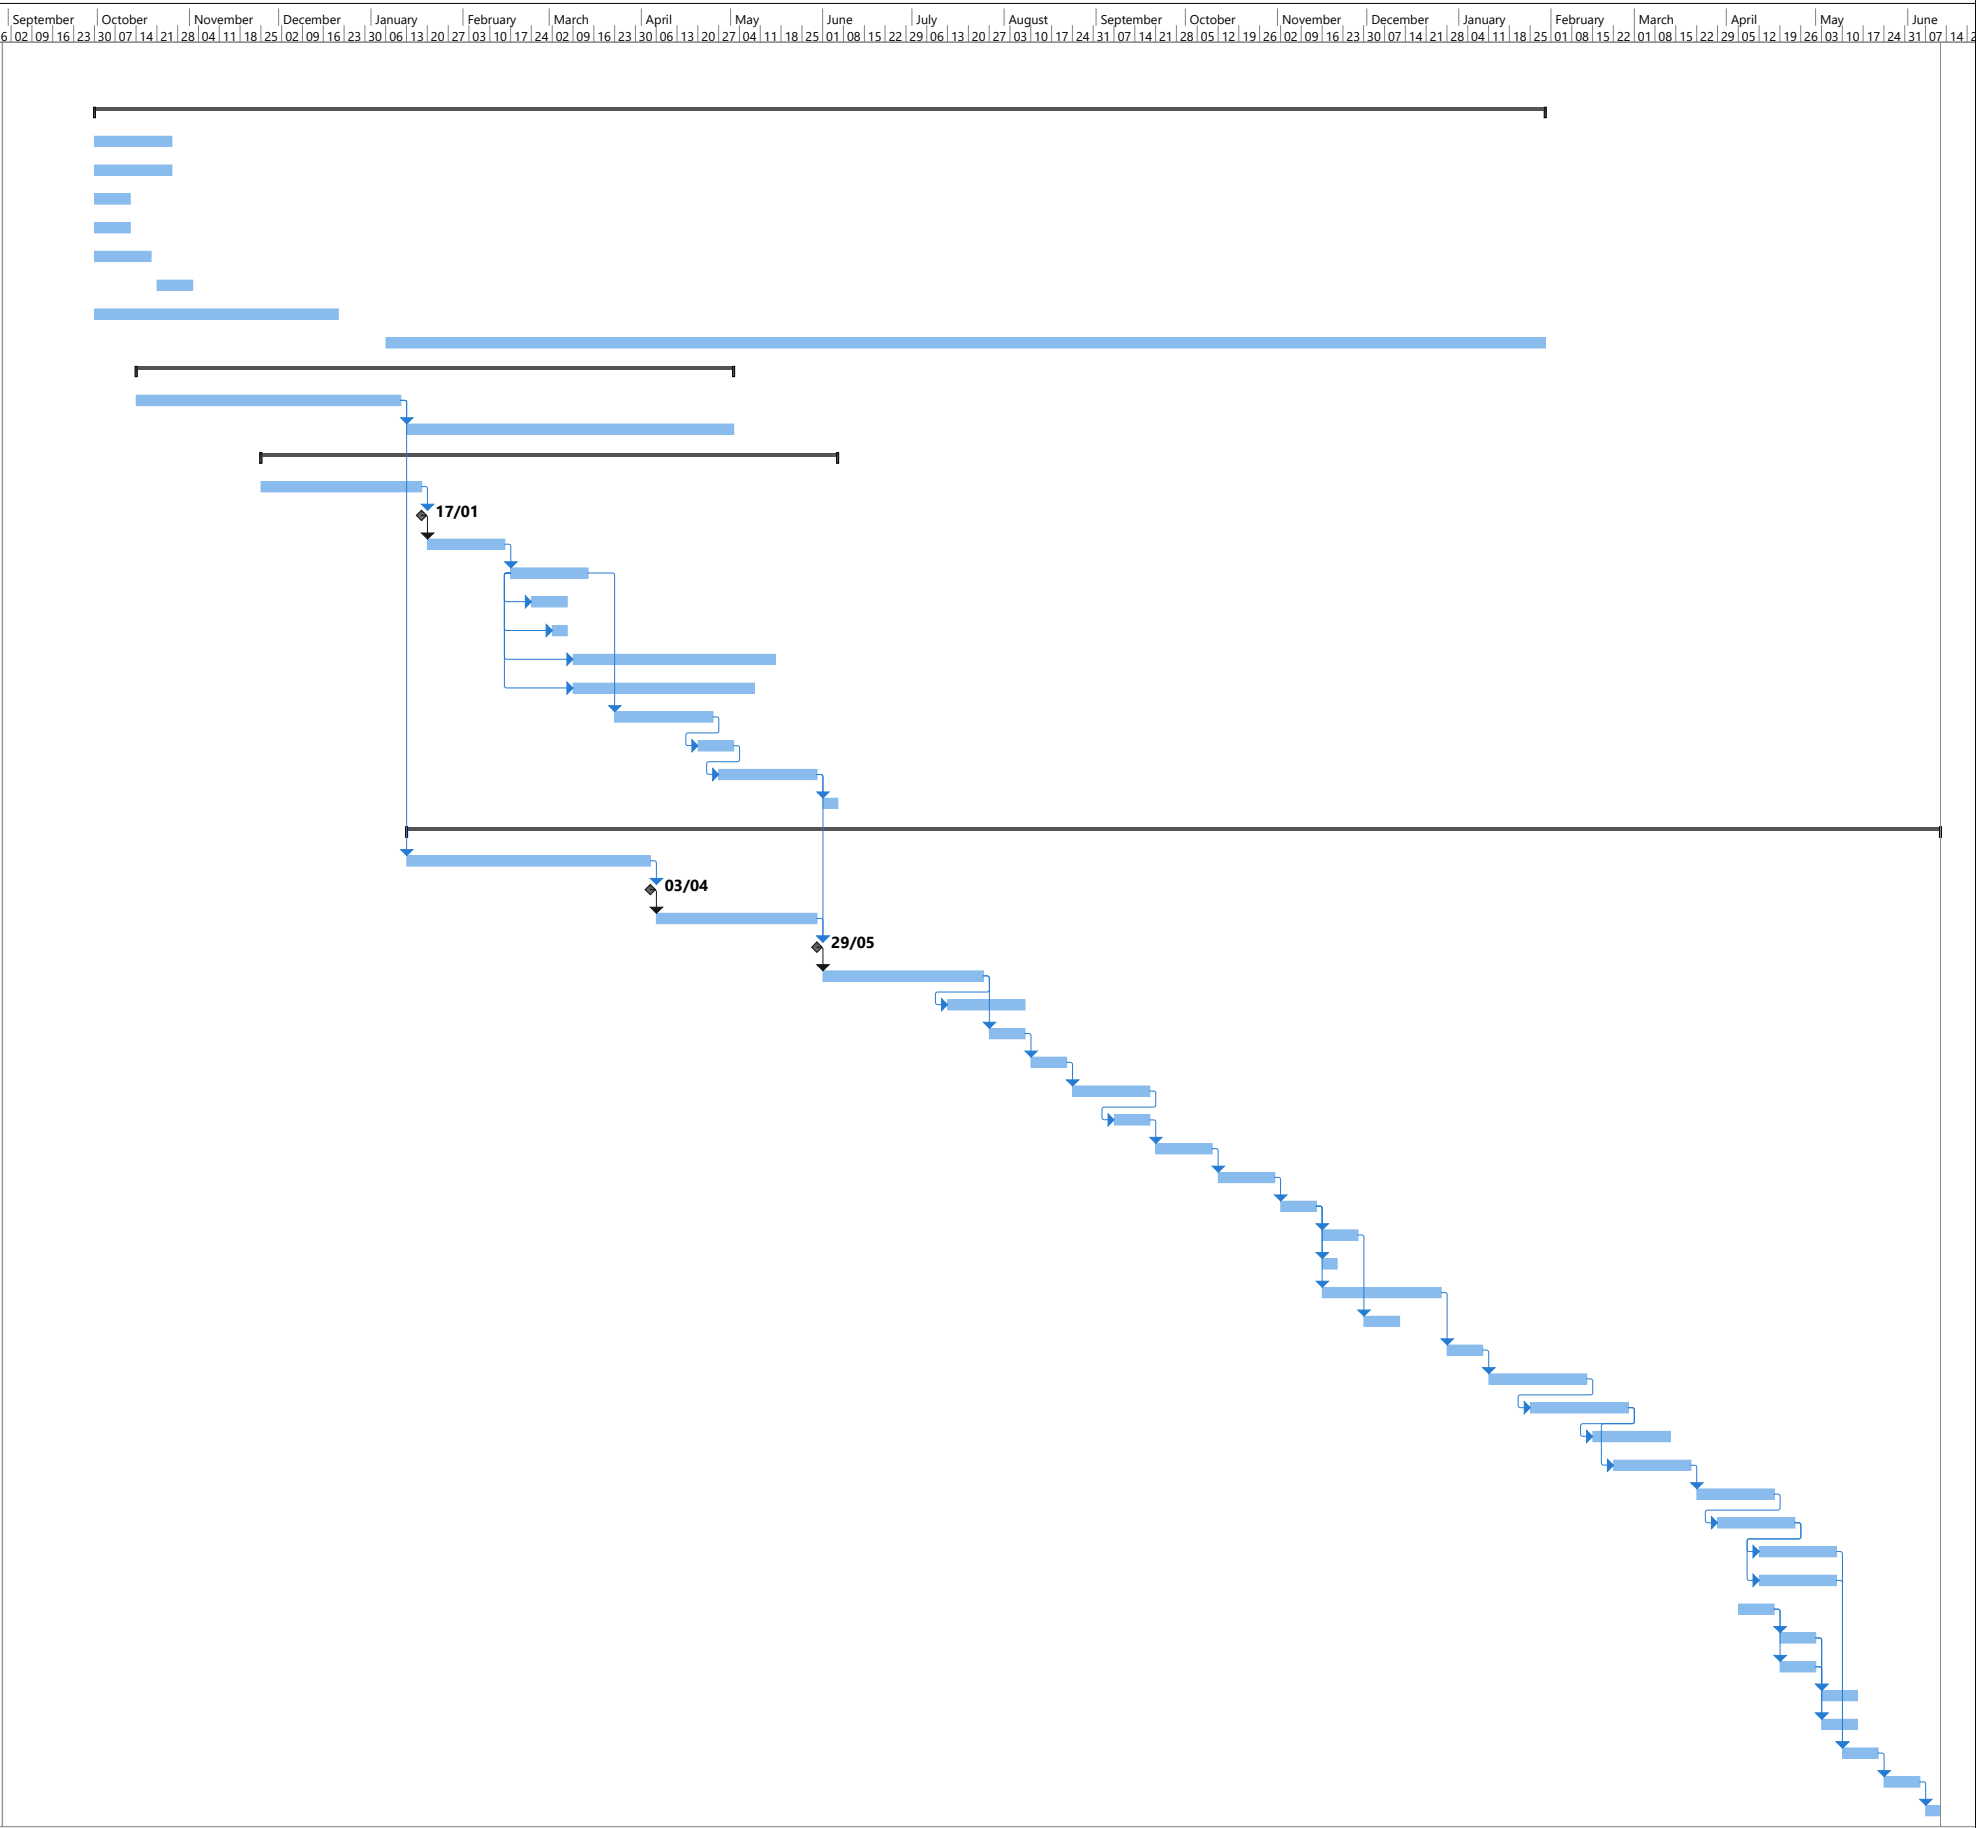 September October November December January February March April May June July August September October November December January February March April May June
6 02 09 16 23 30 07 14 21 28 04 11 18 25 02 09 16 23 30 06 13 20 27 03 10 17 24 02 09 16 23 30 06 13 20 27 04 11 18 25 01 08 15 22 29 06 13 20 27 03 10 17 24 31 07 14 21 28 05 12 19 26 02 09 16 23 30 07 14 21 28 04 11 18 25 01 08 15 22 01 08 15 22 29 05 12 19 26 03 10 17 24 31 07 14 2
17/01
03/04
29/05